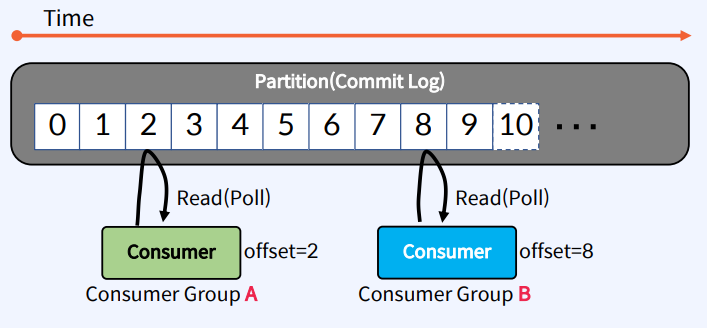 Time
Partition(Commit Log)
0 1 2 3 4 5 6 7 8 9 10 ...
Read(Poll) Read(Poll)
Consumer offset=2 Consumer offset=8
Consumer Group A Consumer Group B